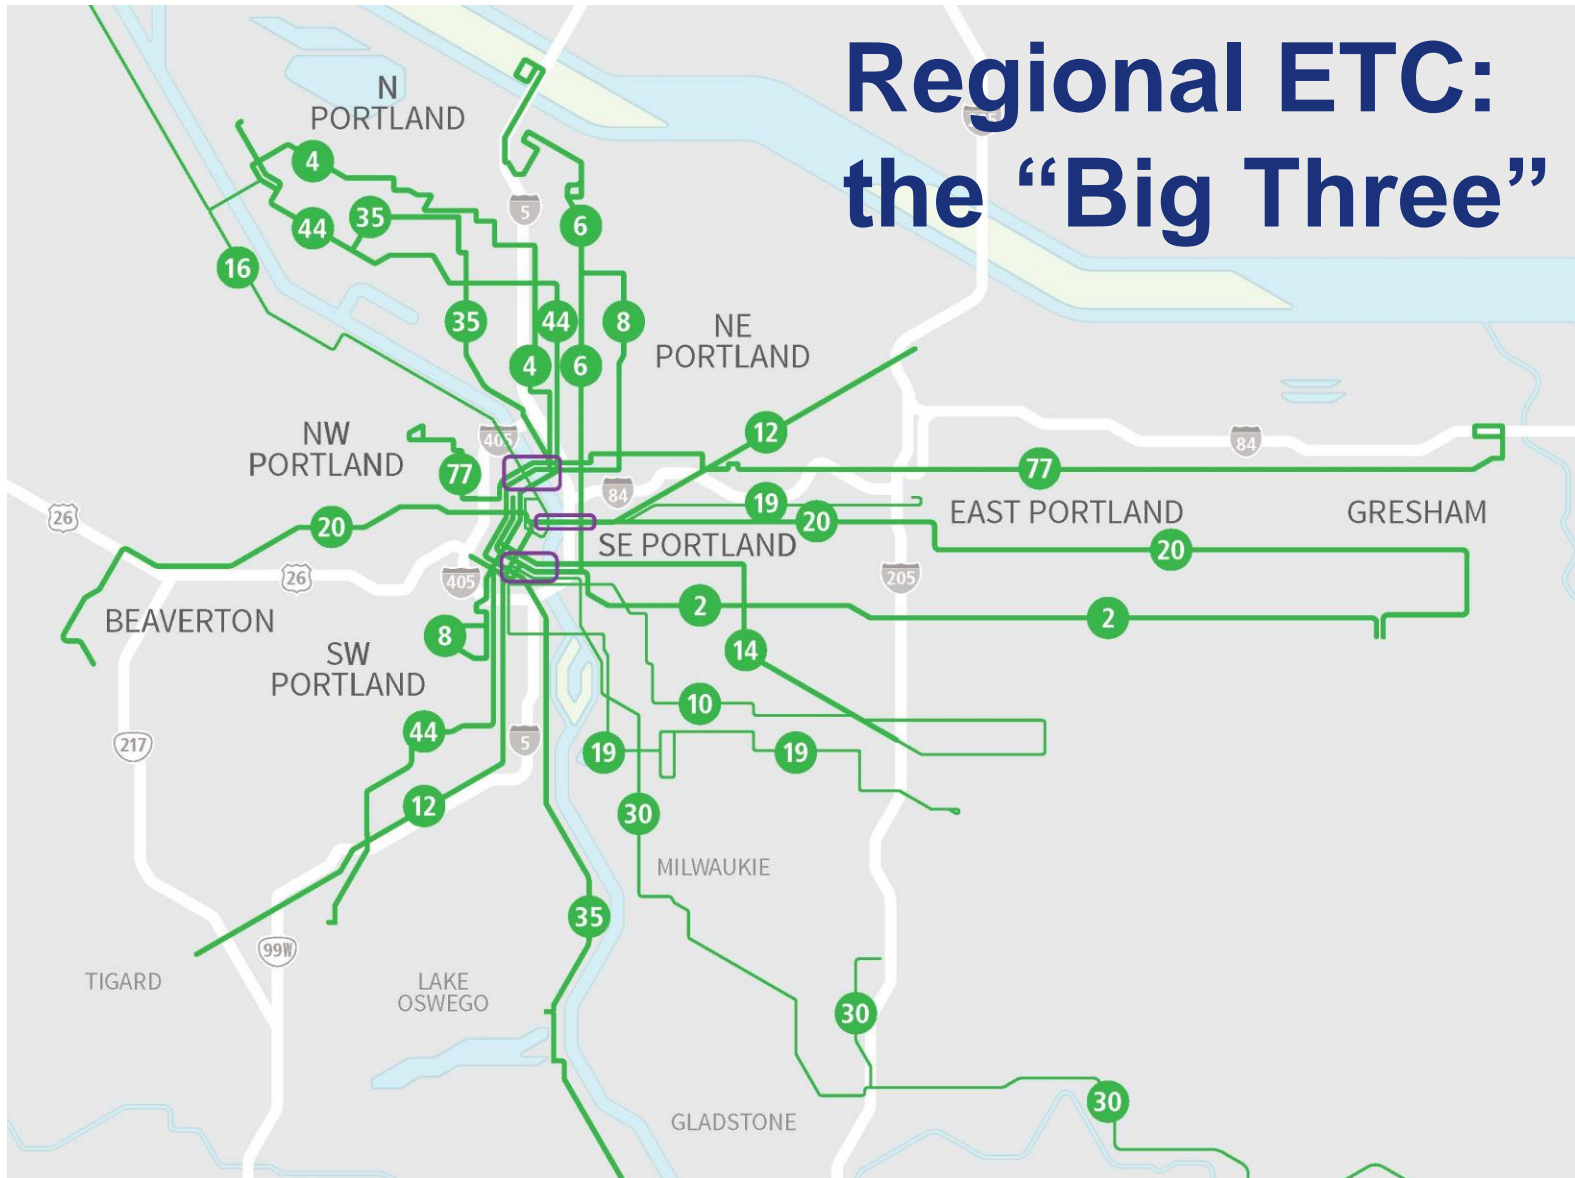 Regional ETC:
the “Big Three”
N
PORTLAND
4
5
35
6
44
16
35
44
8
NE
PORTLAND
4
6
12
405
NW
PORTLAND
84
77
77
84
19
26
20
20
EAST PORTLAND
GRESHAM
SE PORTLAND
20
26
405
205
2
2
BEAVERTON
8
14
SW
PORTLAND
10
44
217
5
19
19
12
30
MILWAUKIE
35
99W
TIGARD
LAKE
OSWEGO
30
30
GLADSTONE